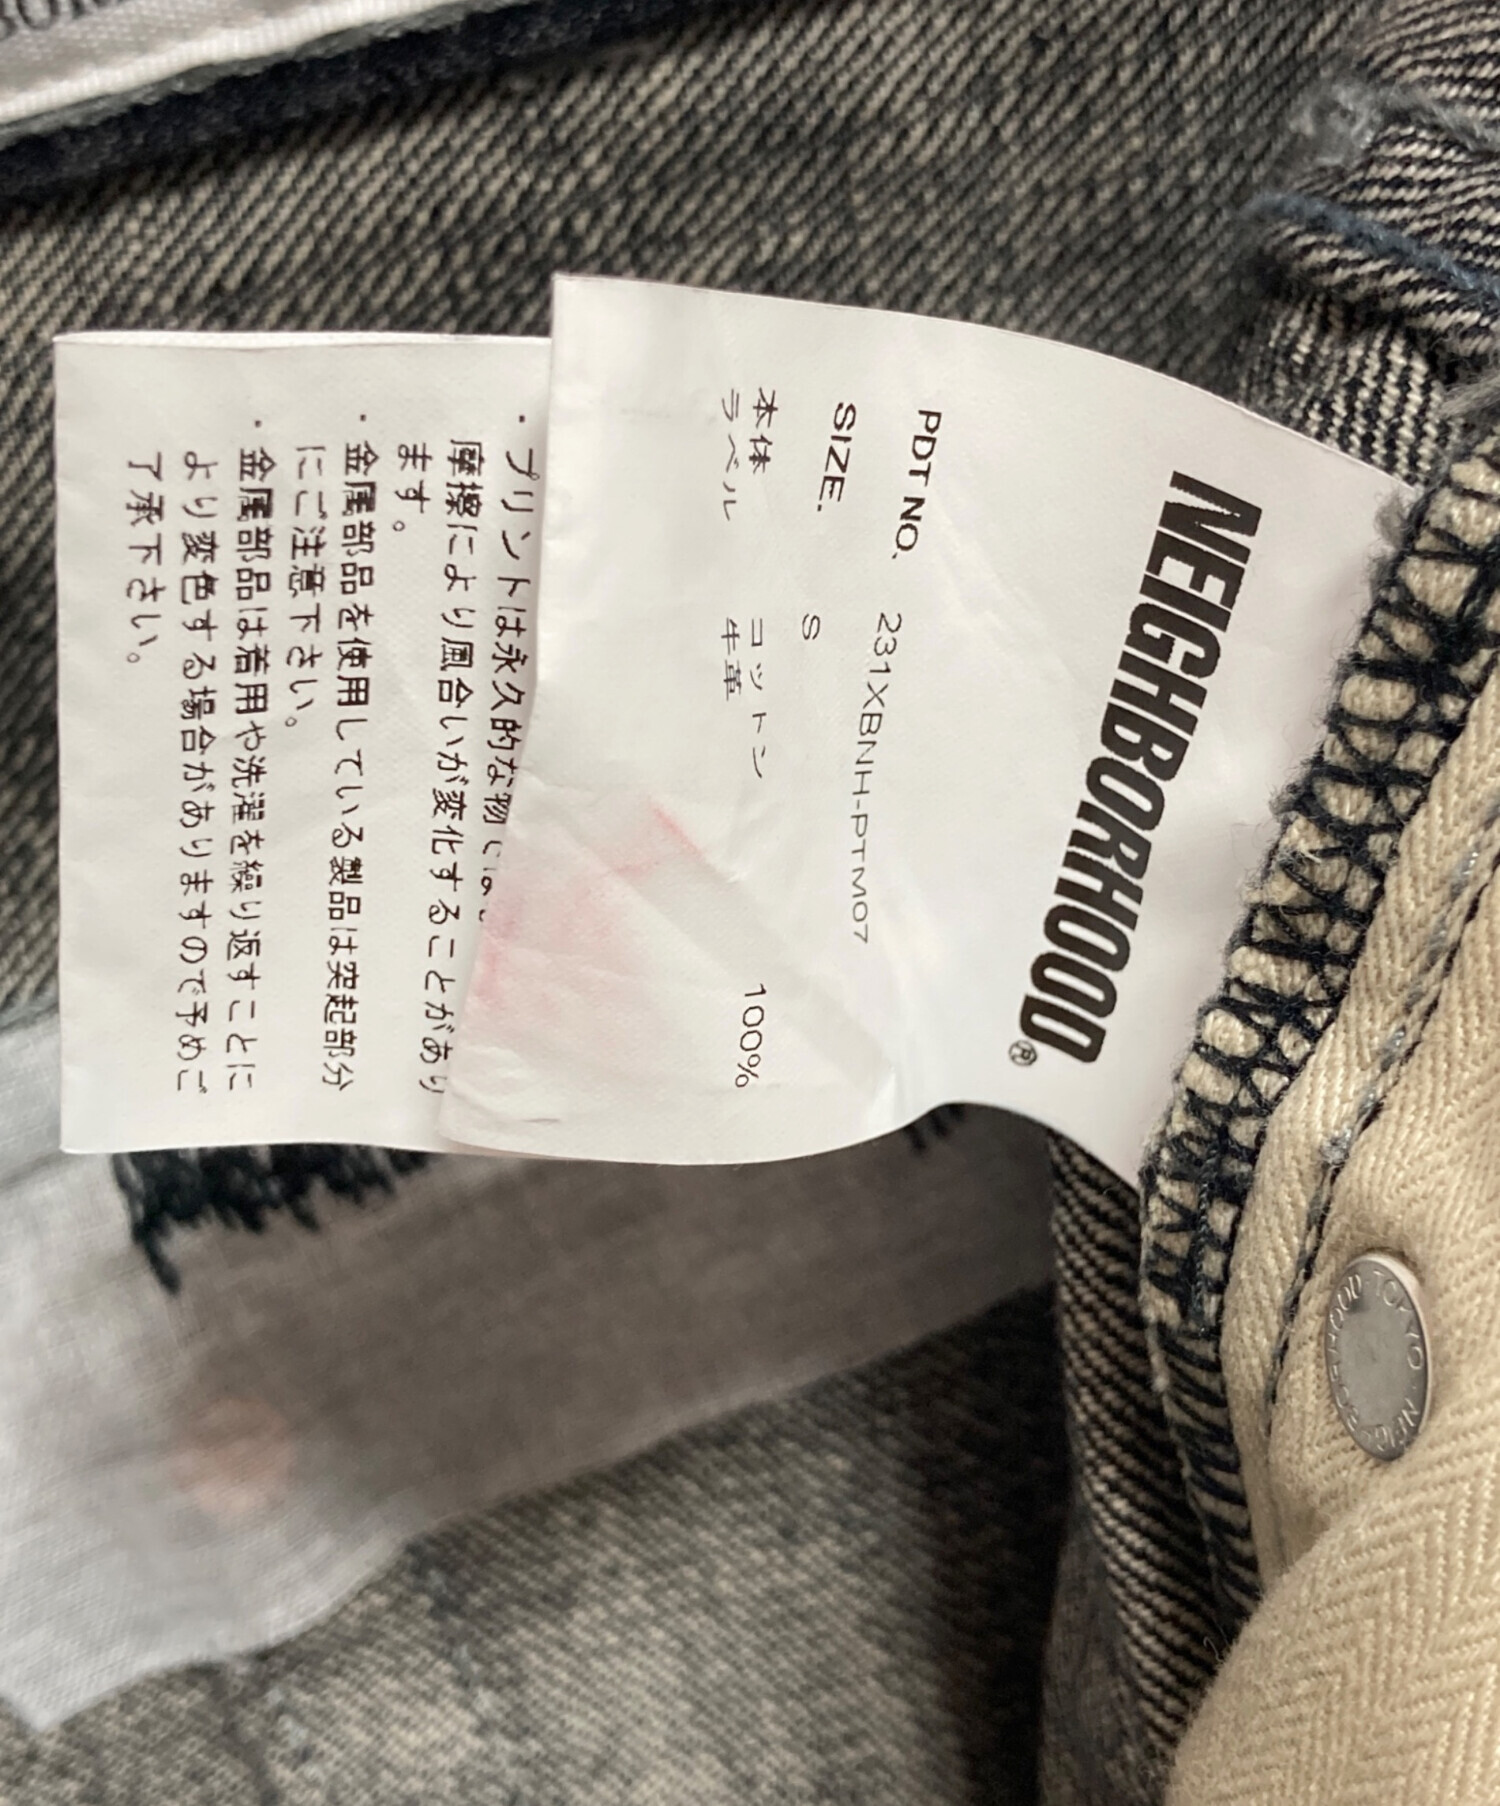 NEIGHBORHOOD®
PDT NO. 231XBNH-PTM07
SIZE. S
本体 コットン 100%
ラベル 牛革
・プリントは永久的な物では
摩擦により風合いが変化することがあり
ます。
・金属部品を使用している製品は突起部分
にご注意下さい。
・金属部品は着用や洗濯を繰り返すことに
より変色する場合がありますので予めご
了承下さい。
TOKYO